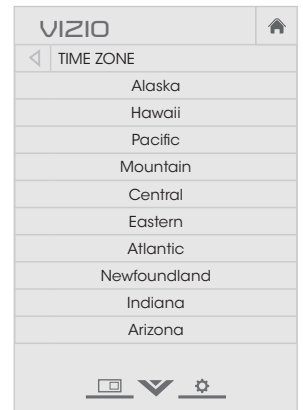 VIZIO
TIME ZONE
Alaska
Hawaii
Pacific
Mountain
Central
Eastern
Atlantic
Newfoundland
Indiana
Arizona